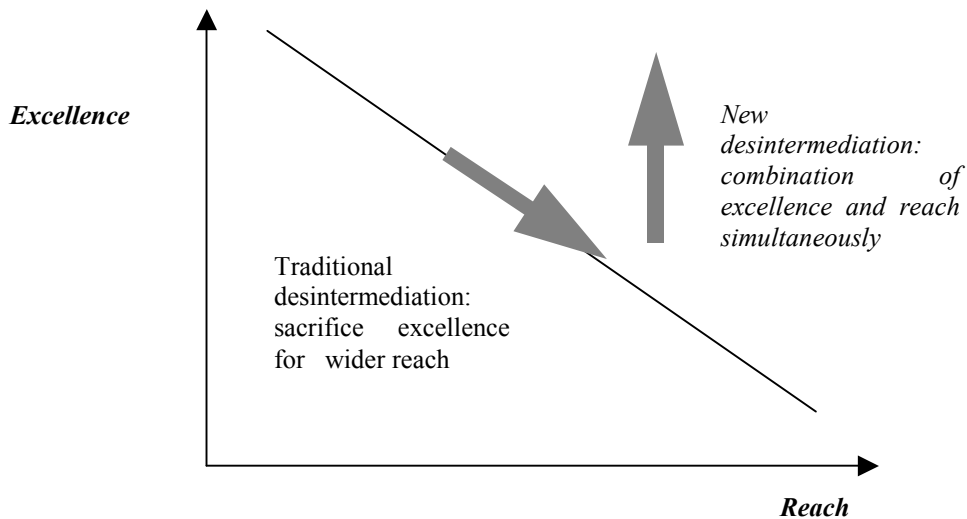 Excellence
New
desintermediation:
combination of
excellence and reach
simultaneously
Traditional
desintermediation:
sacrifice excellence
for wider reach
Reach